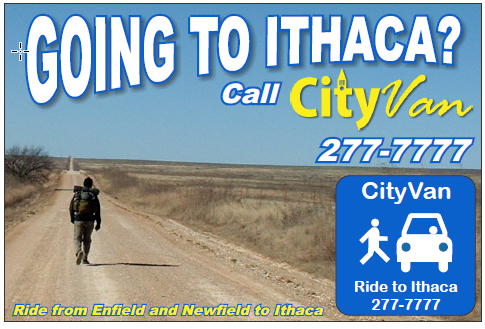 GOING TO ITHACA?
Call CityVan
277-7777
CityVan
Ride to Ithaca
277-7777
Ride from Enfield and Newfield to Ithaca